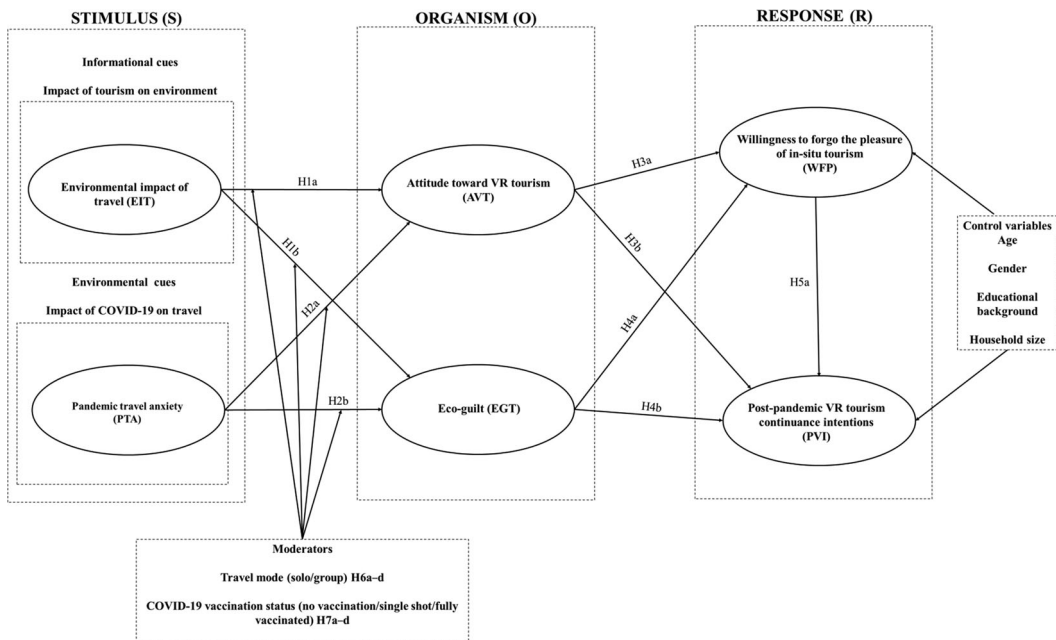 STIMULUS (S)
ORGANISM (O)
RESPONSE (R)
Informational cues
Impact of tourism on environment
Environmental impact of
travel (EIT)
Environmental cues
Impact of COVID-19 on travel
Pandemic travel anxiety
(PTA)
H1a
H1b
H2a
H2b
Attitude toward VR tourism
(AVT)
Eco-guilt (EGT)
H3a
H3b
H4a
H4b
Willingness to forgo the pleasure
of in-situ tourism
(WFP)
H5a
Post-pandemic VR tourism
continuance intentions
(PVI)
Control variables
Age
Gender
Educational
background
Household size
Moderators
Travel mode (solo/group) H6a–d
COVID-19 vaccination status (no vaccination/single shot/fully
vaccinated) H7a–d